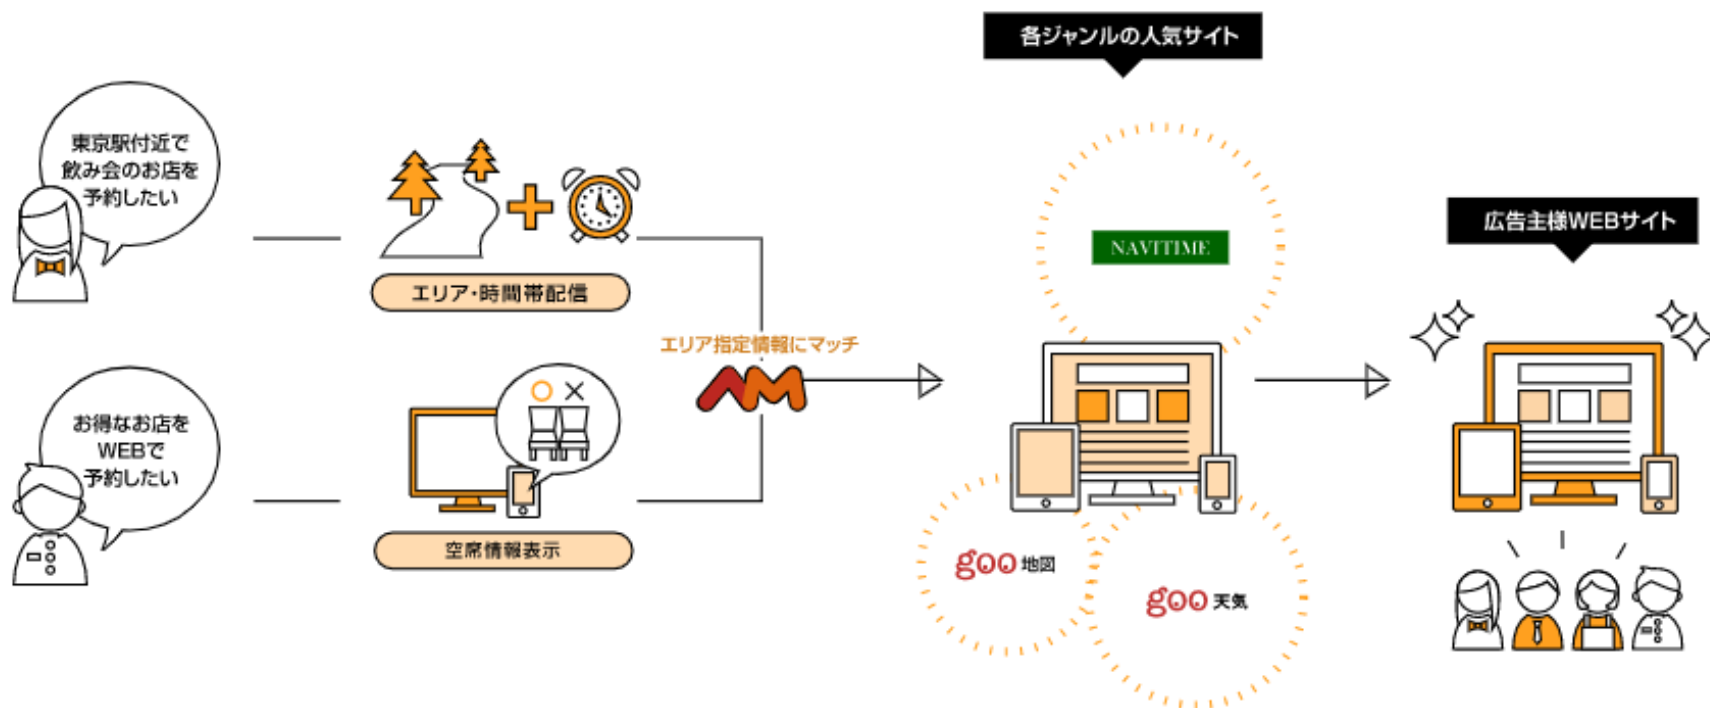 各ジャンルの人気サイト
東京駅付近で
飲み会のお店を
予約したい
エリア・時間帯配信
NAVITIME
広告主様WEBサイト
エリア指定情報にマッチ
AM
お得なお店を
WEBで
予約したい
空席情報表示
goo 地図
goo 天気